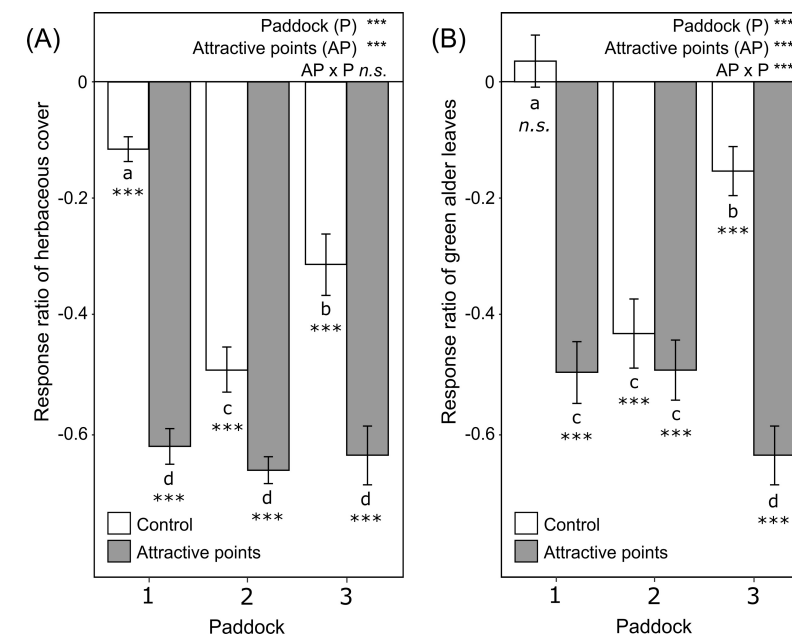 (A)
Paddock (P) ***
Attractive points (AP) ***
AP x P n.s.
Response ratio of herbaceous cover
0
-0.2
-0.4
-0.6
a
***
d
***
c
***
d
***
b
***
d
***
Control
Attractive points
1 2 3
Paddock
(B)
Paddock (P) ***
Attractive points (AP) ***
AP x P ***
Response ratio of green alder leaves
0
-0.2
-0.4
-0.6
a
n.s.
c
***
c
***
c
***
b
***
d
***
Control
Attractive points
1 2 3
Paddock